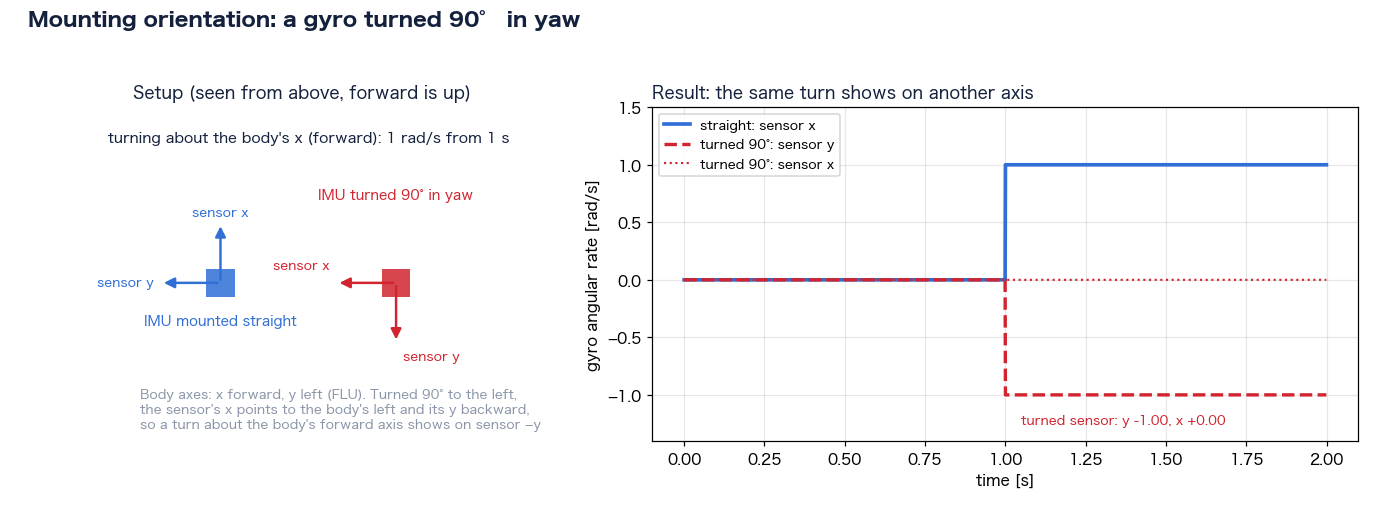 Mounting orientation: a gyro turned 90° in yaw
Setup (seen from above, forward is up)
turning about the body's x (forward): 1 rad/s from 1 s
IMU turned 90° in yaw
sensor x
sensor x
sensor y
IMU mounted straight
sensor y
Body axes: x forward, y left (FLU). Turned 90° to the left,
the sensor's x points to the body's left and its y backward,
so a turn about the body's forward axis shows on sensor −y
Result: the same turn shows on another axis
straight: sensor x
turned 90°: sensor y
turned 90°: sensor x
gyro angular rate [rad/s]
1.5
1.0
0.5
0.0
−0.5
−1.0
turned sensor: y -1.00, x +0.00
0.00 0.25 0.50 0.75 1.00 1.25 1.50 1.75 2.00
time [s]